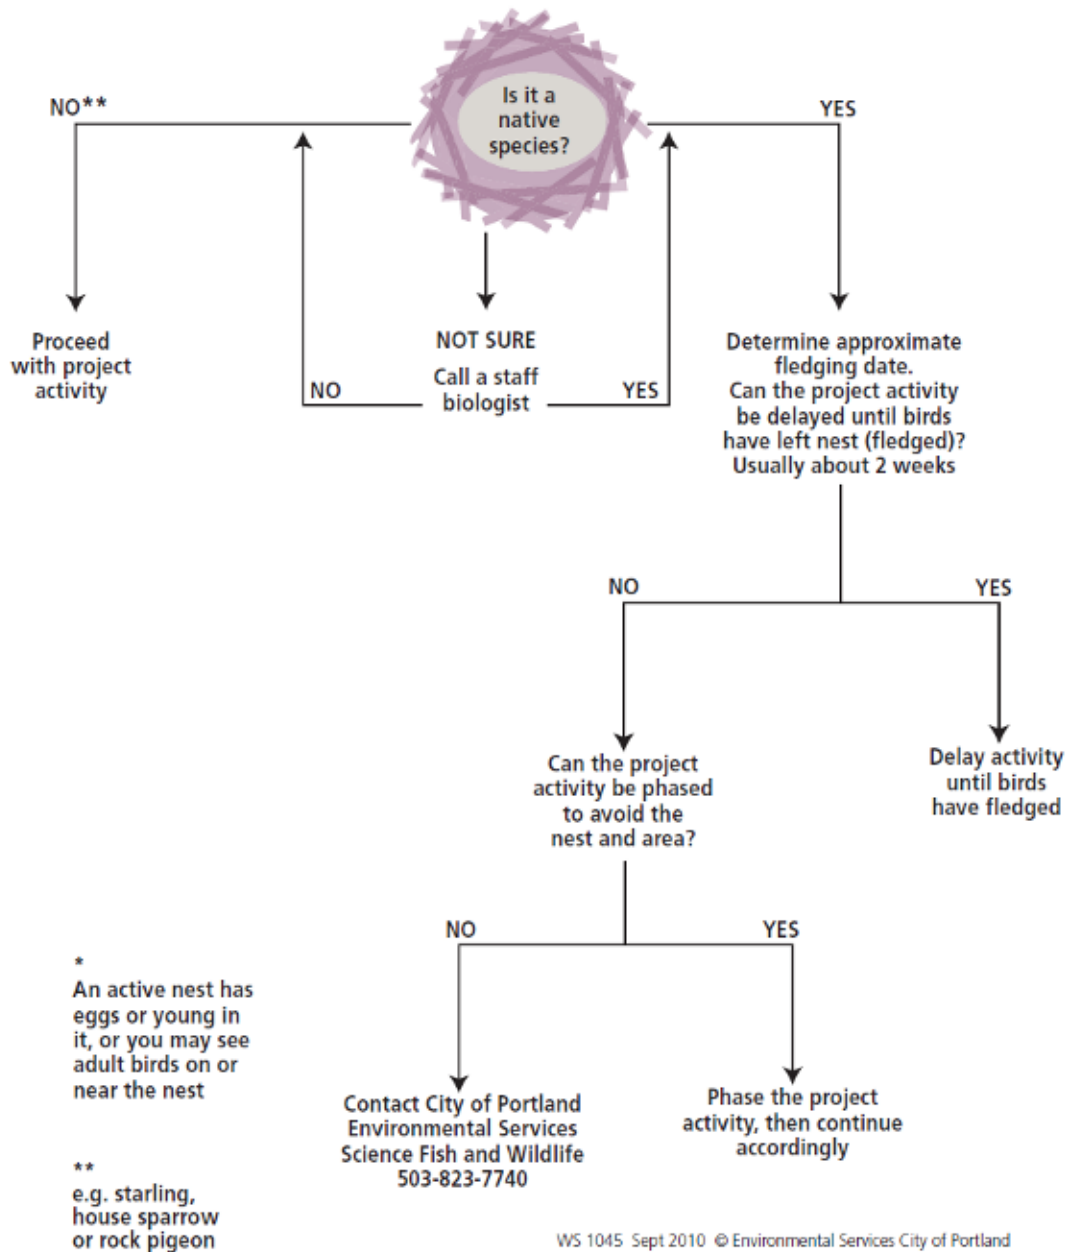 Is it a
native
species?
NO**
YES
Proceed
with project
activity
NOT SURE
Call a staff
biologist
NO
YES
Determine approximate
fledging date.
Can the project activity
be delayed until birds
have left nest (fledged)?
Usually about 2 weeks
NO
YES
Can the project
activity be phased
to avoid the
nest and area?
Delay activity
until birds
have fledged
NO
YES
Contact City of Portland
Environmental Services
Science Fish and Wildlife
503-823-7740
Phase the project
activity, then continue
accordingly
*
An active nest has
eggs or young in
it, or you may see
adult birds on or
near the nest
**
e.g. starling,
house sparrow
or rock pigeon
WS 1045 Sept 2010 © Environmental Services City of Portland